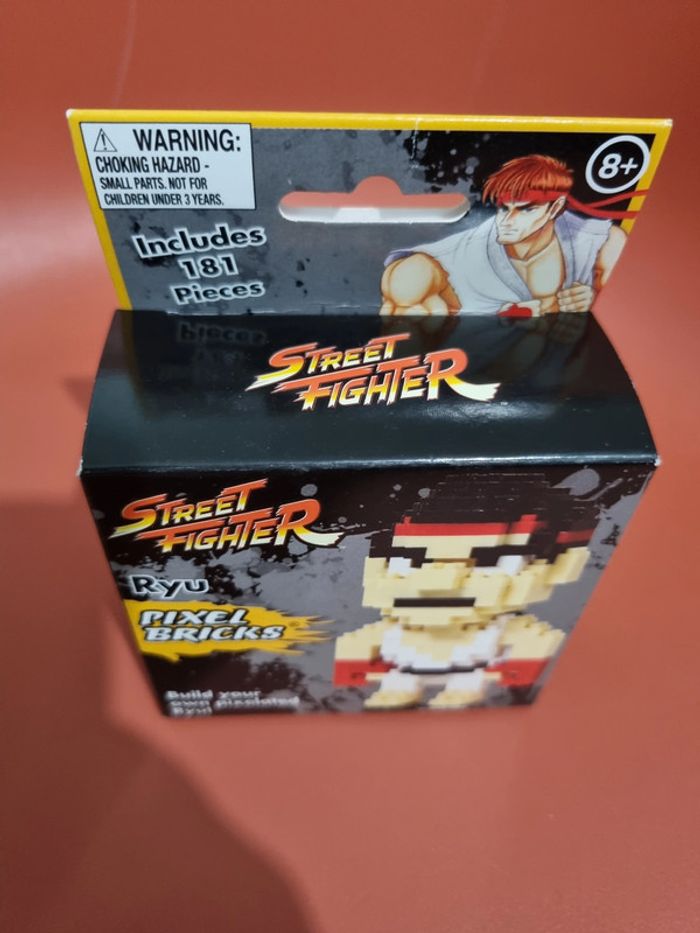 WARNING:
CHOKING HAZARD -
SMALL PARTS. NOT FOR
CHILDREN UNDER 3 YEARS.
8+
Includes
181
Pieces
STREET
FIGHTER
STREET
FIGHTER
Ryu
PIXEL
BRICKS®
Build your
own pixelated
Ryu!